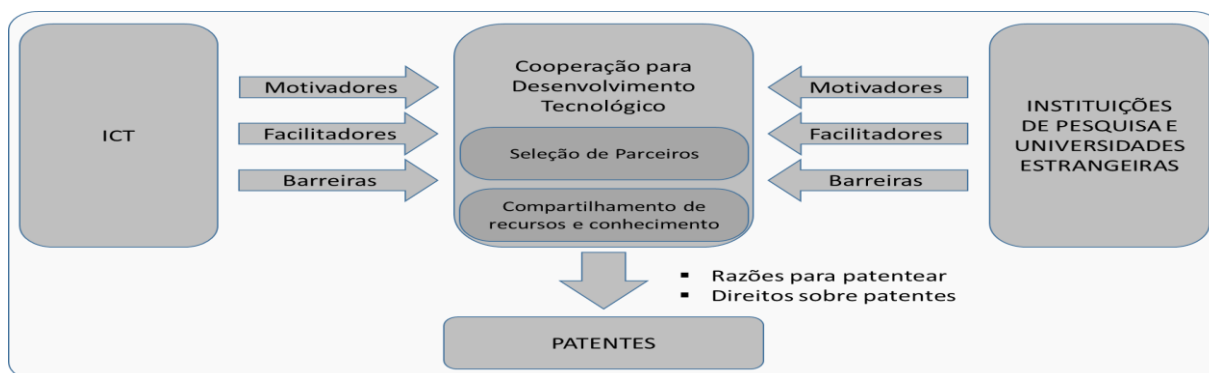 ICT
Motivadores
Facilitadores
Barreiras
Cooperação para
Desenvolvimento
Tecnológico
Seleção de Parceiros
Compartilhamento de
recursos e conhecimento
Motivadores
Facilitadores
Barreiras
INSTITUIÇÕES
DE PESQUISA E
UNIVERSIDADES
ESTRANGEIRAS
▪ Razões para patentear
▪ Direitos sobre patentes
PATENTES